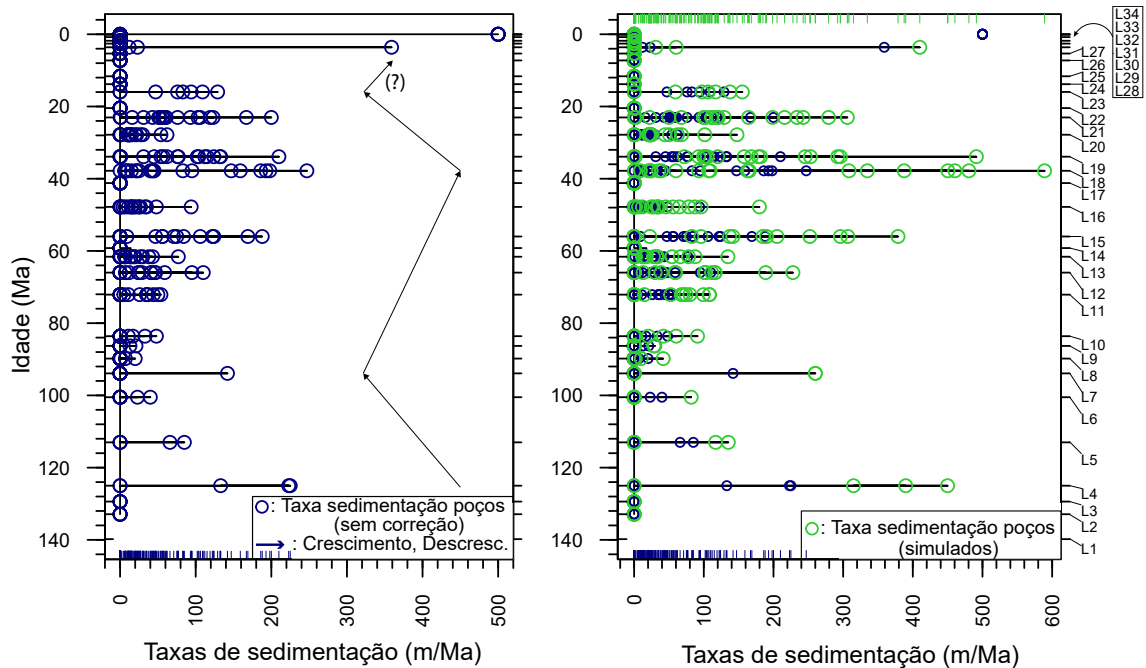 0
20
40
60
80
100
120
140
Idade (Ma)
0
100
200
300
400
500
Taxas de sedimentação (m/Ma)
(?)
: Taxa sedimentação poços
(sem correção)
: Crescimento, Descresc.
0
20
40
60
80
100
120
140
0
100
200
300
400
500
600
Taxas de sedimentação (m/Ma)
: Taxa sedimentação poços
(simulados)
L34
L33
L32
L31
L30
L29
L28
L27
L26
L25
L24
L23
L22
L21
L20
L19
L18
L17
L16
L15
L14
L13
L12
L11
L10
L9
L8
L7
L6
L5
L4
L3
L2
L1